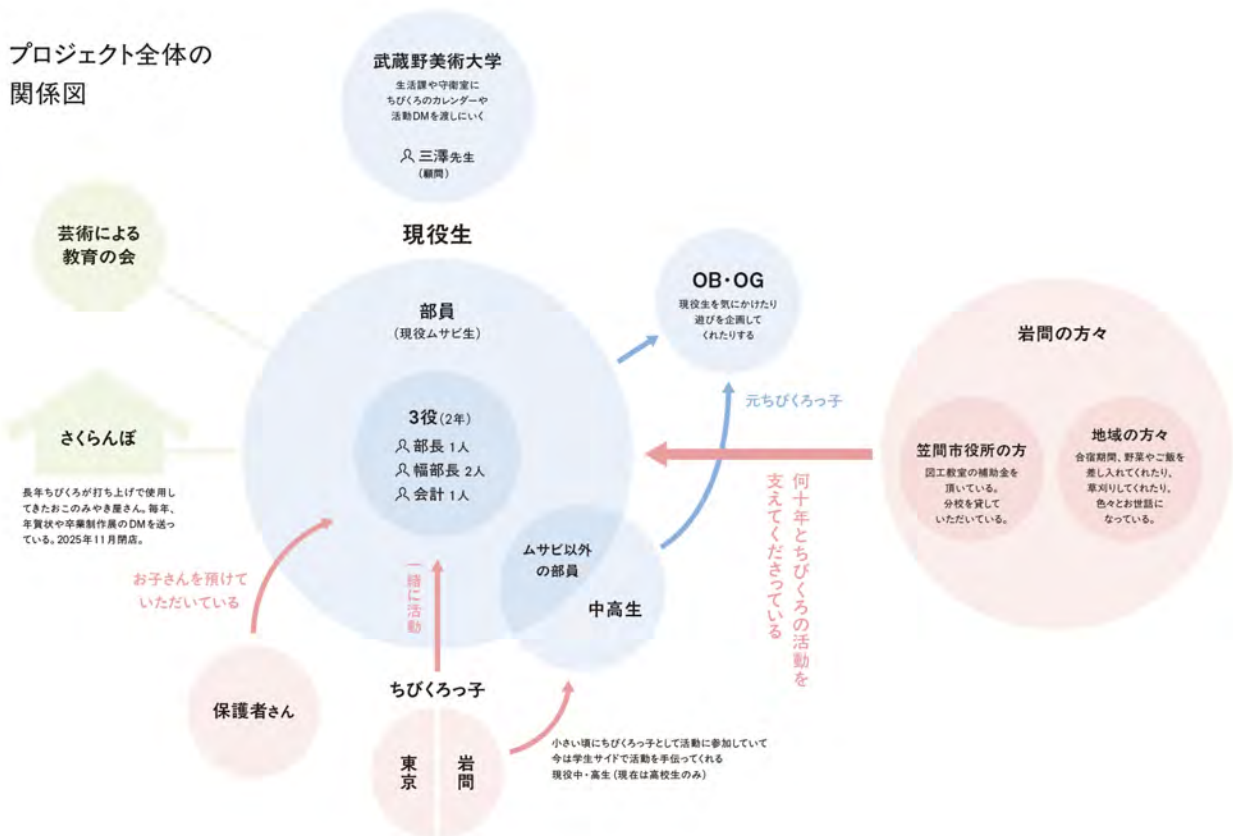 プロジェクト全体の
関係図
武蔵野美術大学
生活課や守衛室に
ちびくろのカレンダーや
活動DMを渡しにいく
三澤先生
(顧問)
芸術による
教育の会
現役生
部員
(現役ムサビ生)
OB・OG
現役生を気にかけたり
遊びを企画して
くれたりする
岩間の方々
3役(2年)
部長 1人
幅部長 2人
会計 1人
元ちびくろっ子
さくらんぼ
長年ちびくろが打ち上げで使用し
てきたおこのみやき屋さん。毎年、
年賀状や卒業制作展のDMを送っ
ている。2025年11月閉店。
笠間市役所の方
図工教室の補助金を
頂いている。
分校を貸して
いただいている。
地域の方々
合宿期間、野菜やご飯を
差し入れてくれたり、
草刈りしてくれたり、
色々とお世話に
なっている。
何十年とちびくろの活動を
支えてくださっている
ムサビ以外
の部員
中高生
お子さんを預けて
いただいている
一緒に活動
保護者さん
ちびくろっ子
東京
岩間
小さい頃にちびくろっ子として活動に参加していて
今は学生サイドで活動を手伝ってくれる
現役中・高生(現在は高校生のみ)